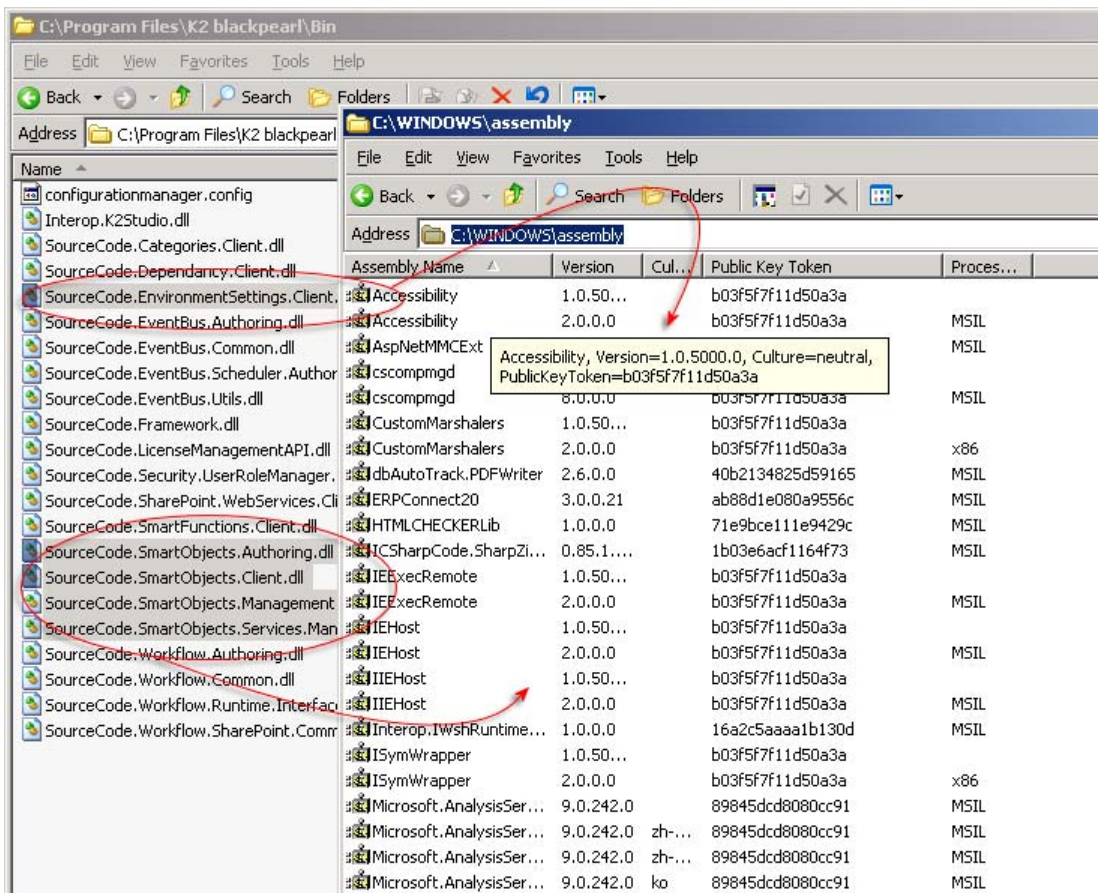 C:\Program Files\K2 blackpearl\Bin
File Edit View Favorites Tools Help
Back Search Folders
Address C:\Program Files\K2 blackpearl
Name
configurationmanager.config
Interop.K2Studio.dll
SourceCode.Categories.Client.dll
SourceCode.Dependancy.Client.dll
SourceCode.EnvironmentSettings.Client.
SourceCode.EventBus.Authoring.dll
SourceCode.EventBus.Common.dll
SourceCode.EventBus.Scheduler.Author
SourceCode.EventBus.Utils.dll
SourceCode.Framework.dll
SourceCode.LicenseManagementAPI.dll
SourceCode.Security.UserRoleManager.
SourceCode.SharePoint.WebServices.Cli
SourceCode.SmartFunctions.Client.dll
SourceCode.SmartObjects.Authoring.dll
SourceCode.SmartObjects.Client.dll
SourceCode.SmartObjects.Management
SourceCode.SmartObjects.Services.Man
SourceCode.Workflow.Authoring.dll
SourceCode.Workflow.Common.dll
SourceCode.Workflow.Runtime.Interfac
SourceCode.Workflow.SharePoint.Comm
C:\WINDOWS\assembly
File Edit View Favorites Tools Help
Back Search Folders
Address C:\WINDOWS\assembly
Assembly Name Version Cul... Public Key Token Proces...
Accessibility 1.0.50... b03f5f7f11d50a3a
Accessibility 2.0.0.0 b03f5f7f11d50a3a MSIL
AspNetMMCExt MSIL
Accessibility, Version=1.0.5000.0, Culture=neutral,
PublicKeyToken=b03f5f7f11d50a3a
cscompmgd
cscompmgd 8.0.0.0 b03f5f7f11d50a3a MSIL
CustomMarshalers 1.0.50... b03f5f7f11d50a3a
CustomMarshalers 2.0.0.0 b03f5f7f11d50a3a x86
dbAutoTrack.PDFWriter 2.6.0.0 40b2134825d59165 MSIL
ERPConnect20 3.0.0.21 ab88d1e080a9556c MSIL
HTMLCHECKERLib 1.0.0.0 71e9bce111e9429c MSIL
ICSharpCode.SharpZi... 0.85.1.... 1b03e6acf1164f73 MSIL
IEExecRemote 1.0.50... b03f5f7f11d50a3a
IEExecRemote 2.0.0.0 b03f5f7f11d50a3a MSIL
IEHost 1.0.50... b03f5f7f11d50a3a
IEHost 2.0.0.0 b03f5f7f11d50a3a MSIL
IIEHost 1.0.50... b03f5f7f11d50a3a
IIEHost 2.0.0.0 b03f5f7f11d50a3a MSIL
Interop.IWshRuntime... 1.0.0.0 16a2c5aaaa1b130d MSIL
ISymWrapper 1.0.50... b03f5f7f11d50a3a
ISymWrapper 2.0.0.0 b03f5f7f11d50a3a x86
Microsoft.AnalysisSer... 9.0.242.0 89845dcd8080cc91 MSIL
Microsoft.AnalysisSer... 9.0.242.0 zh-... 89845dcd8080cc91 MSIL
Microsoft.AnalysisSer... 9.0.242.0 zh-... 89845dcd8080cc91 MSIL
Microsoft.AnalysisSer... 9.0.242.0 ko 89845dcd8080cc91 MSIL